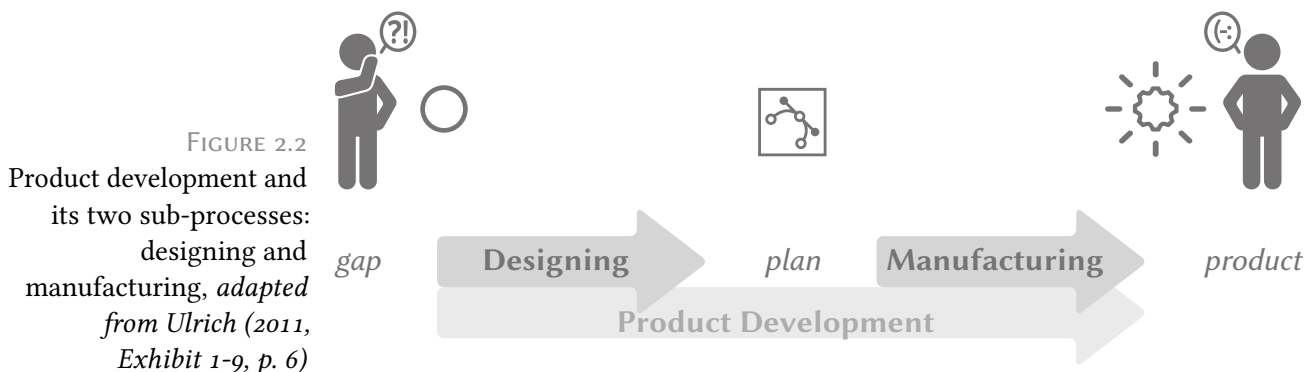 ?!
(-:
FIGURE 2.2
Product development and
its two sub-processes:
designing and
manufacturing, adapted
from Ulrich (2011,
Exhibit 1-9, p. 6)
gap
Designing
plan
Manufacturing
product
Product Development